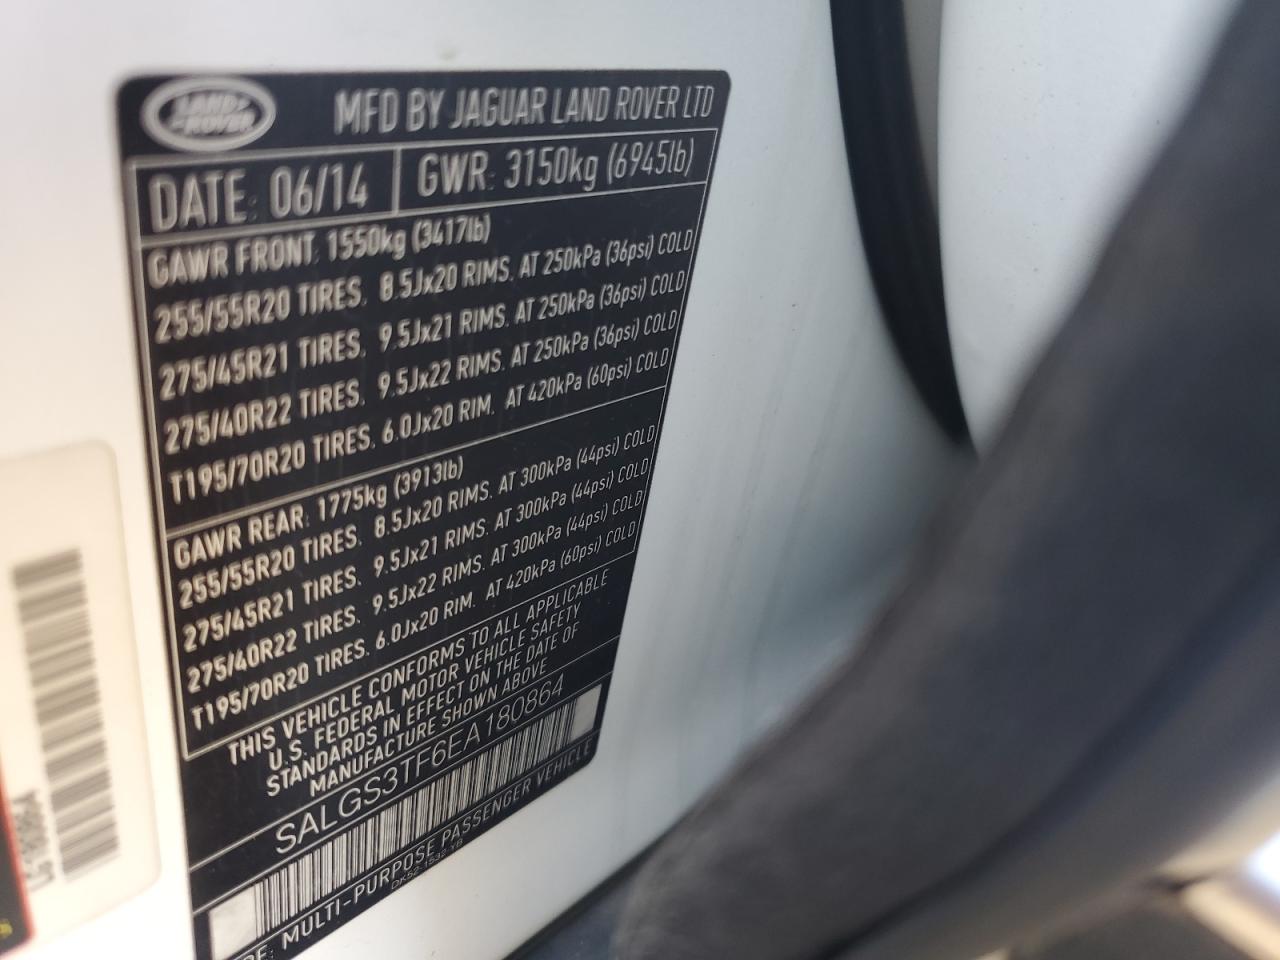 LAND ROVER
MFD BY JAGUAR LAND ROVER LTD
DATE: 06/14 GWR: 3150kg (6945lb)
GAWR FRONT: 1550kg (3417lb)
255/55R20 TIRES, 8.5Jx20 RIMS. AT 250kPa (36psi) COLD
275/45R21 TIRES, 9.5Jx21 RIMS. AT 250kPa (36psi) COLD
275/40R22 TIRES, 9.5Jx22 RIMS. AT 250kPa (36psi) COLD
T195/70R20 TIRES, 6.0Jx20 RIM. AT 420kPa (60psi) COLD
GAWR REAR: 1775kg (3913lb)
255/55R20 TIRES, 8.5Jx20 RIMS. AT 300kPa (44psi) COLD
275/45R21 TIRES, 9.5Jx21 RIMS. AT 300kPa (44psi) COLD
275/40R22 TIRES, 9.5Jx22 RIMS. AT 300kPa (44psi) COLD
T195/70R20 TIRES, 6.0Jx20 RIM. AT 420kPa (60psi) COLD
THIS VEHICLE CONFORMS TO ALL APPLICABLE
U.S. FEDERAL MOTOR VEHICLE SAFETY
STANDARDS IN EFFECT ON THE DATE OF
MANUFACTURE SHOWN ABOVE
SALGS3TF6EA180864
MULTI-PURPOSE PASSENGER VEHICLE